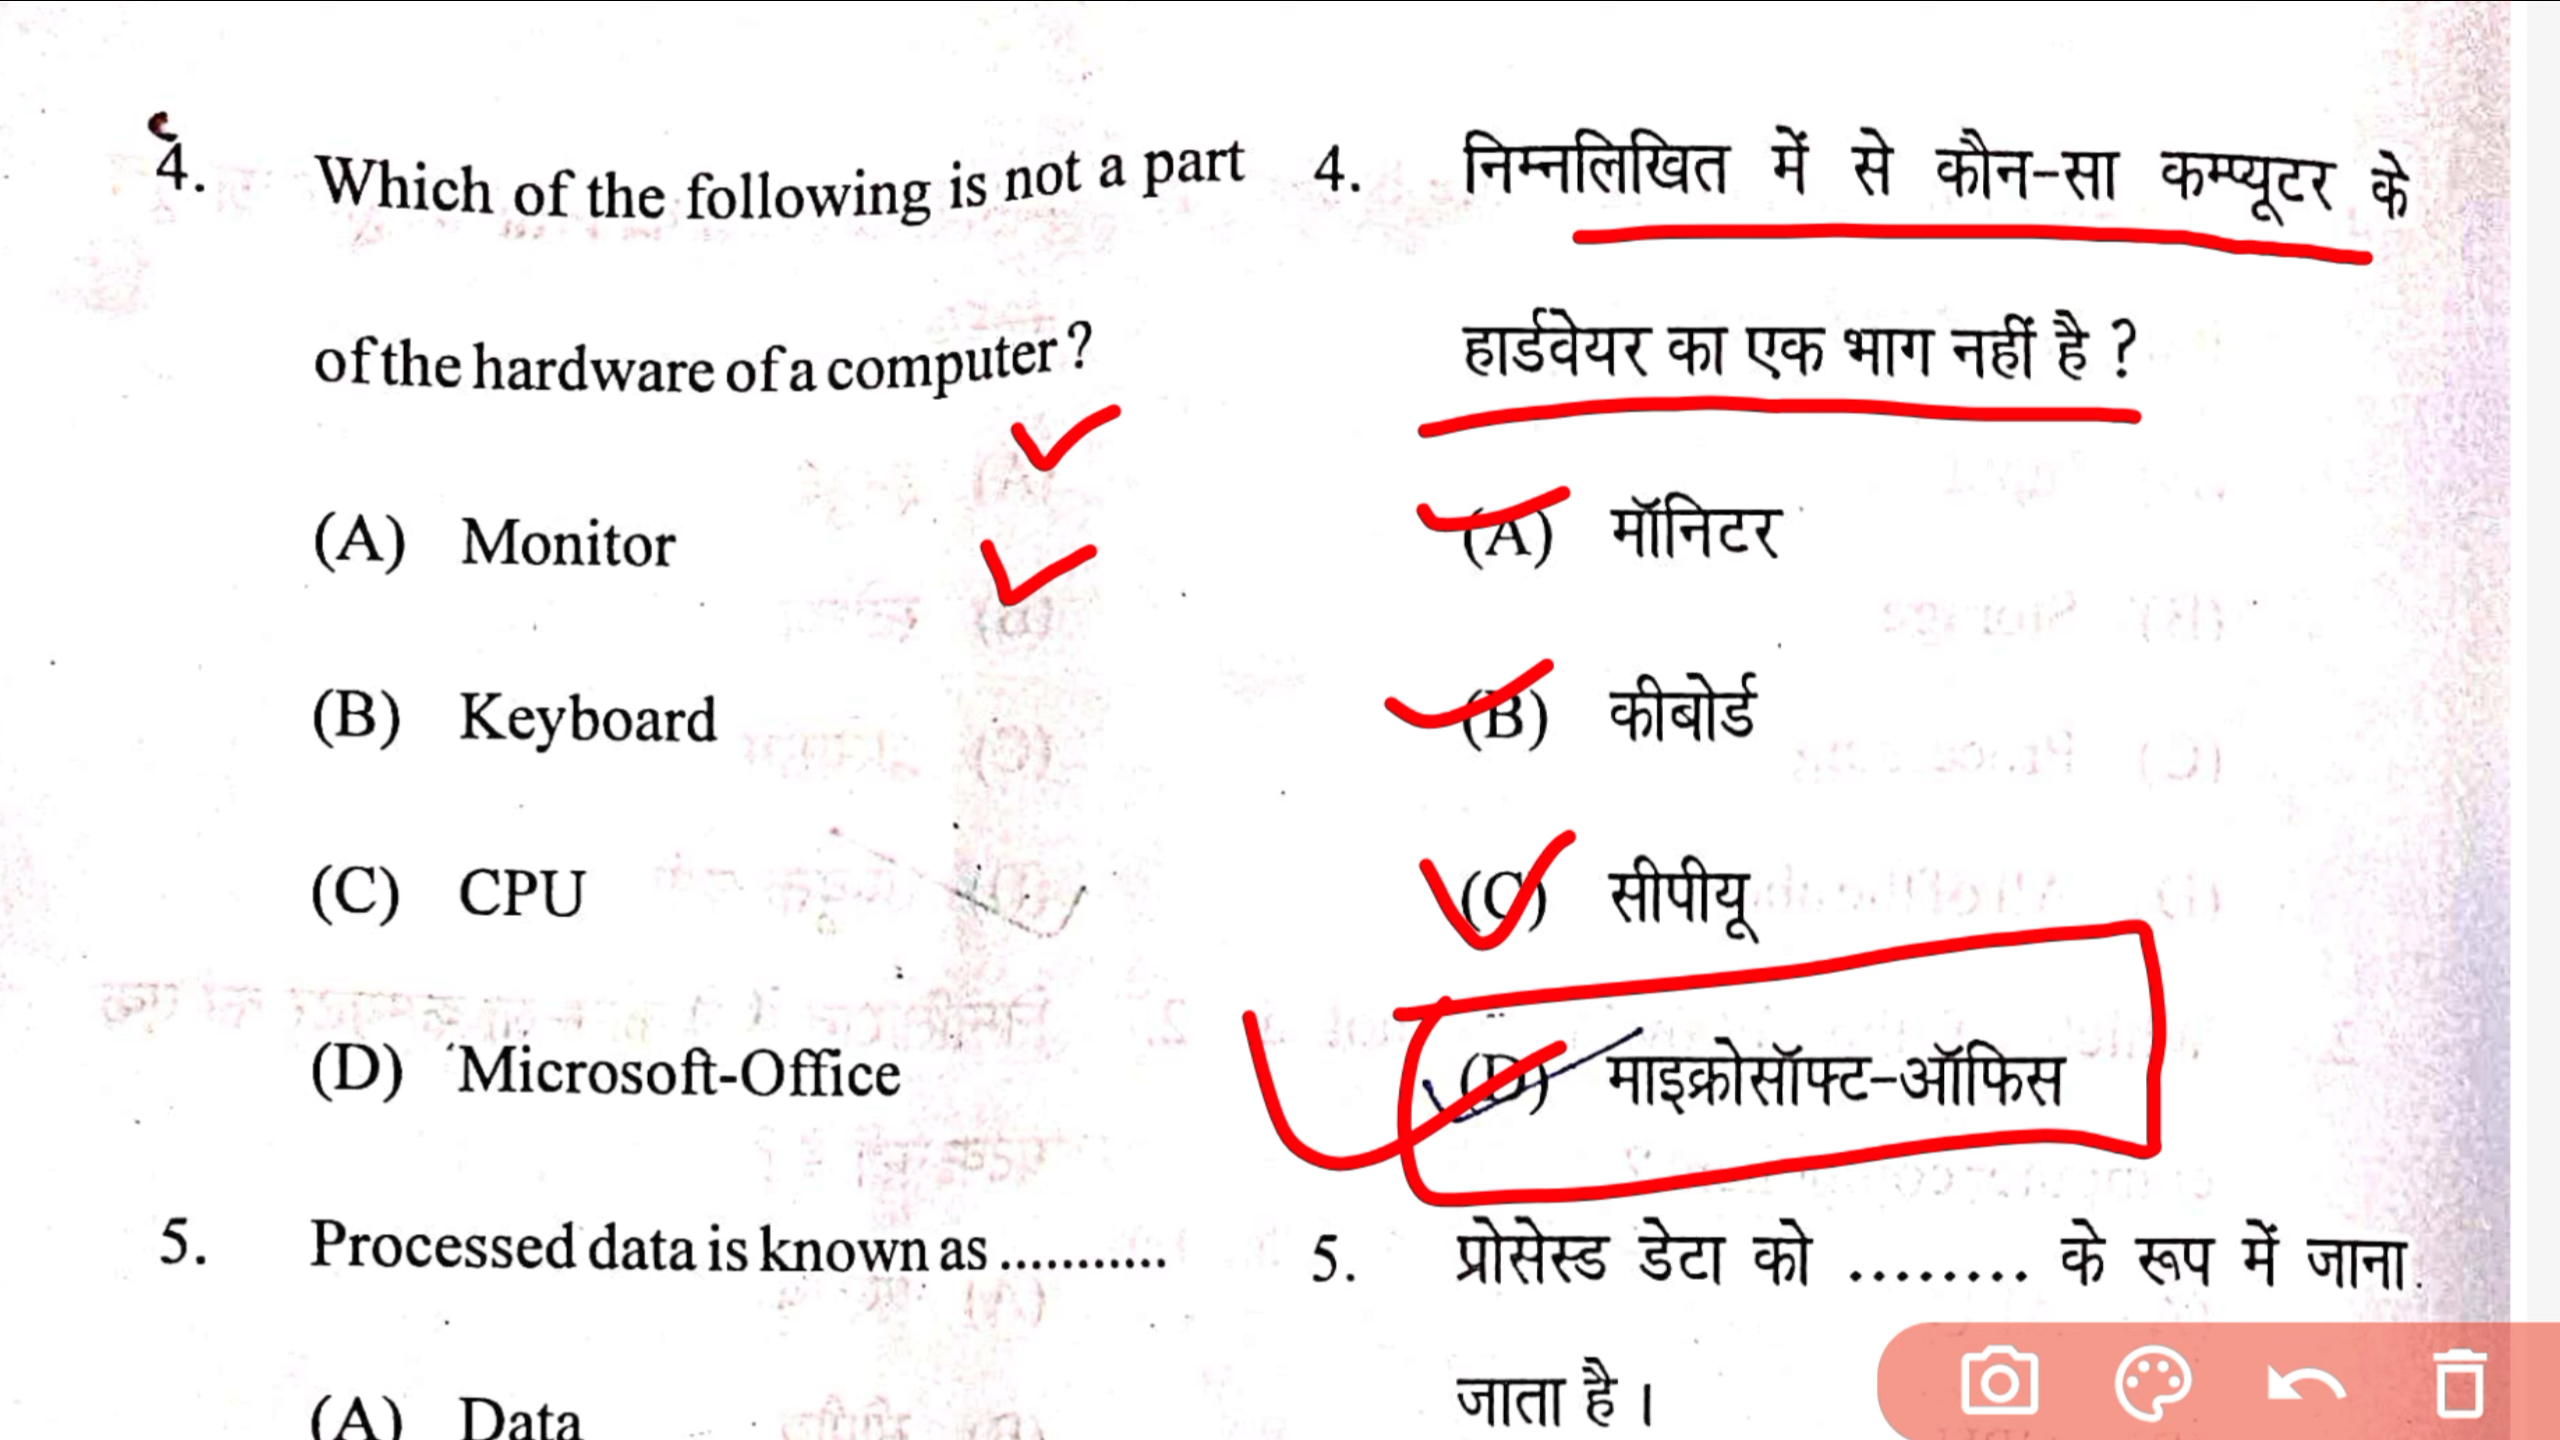 4. Which of the following is not a part
of the hardware of a computer ?
(A) Monitor
(B) Keyboard
(C) CPU
(D) Microsoft-Office
5. Processed data is known as ...........
(A) Data
4. निम्नलिखित में से कौन-सा कम्प्यूटर के
हार्डवेयर का एक भाग नहीं है ?
(A) मॉनिटर
(B) कीबोर्ड
(C) सीपीयू
(D) माइक्रोसॉफ्ट-ऑफिस
5. प्रोसेस्ड डेटा को ........ के रूप में जाना
जाता है ।